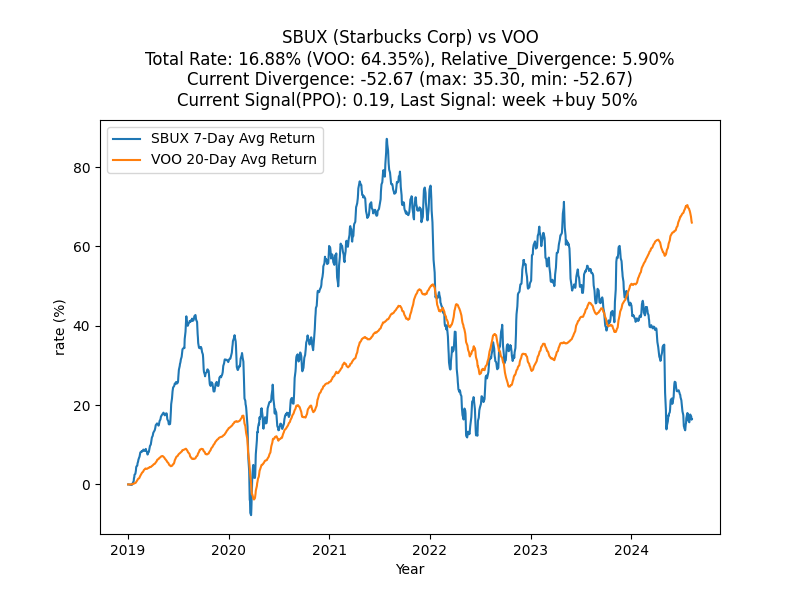 SBUX (Starbucks Corp) vs VOO
Total Rate: 16.88% (VOO: 64.35%), Relative_Divergence: 5.90%
Current Divergence: -52.67 (max: 35.30, min: -52.67)
Current Signal(PPO): 0.19, Last Signal: week +buy 50%
SBUX 7-Day Avg Return
VOO 20-Day Avg Return
rate (%)
80
60
40
20
0
2019 2020 2021 2022 2023 2024
Year